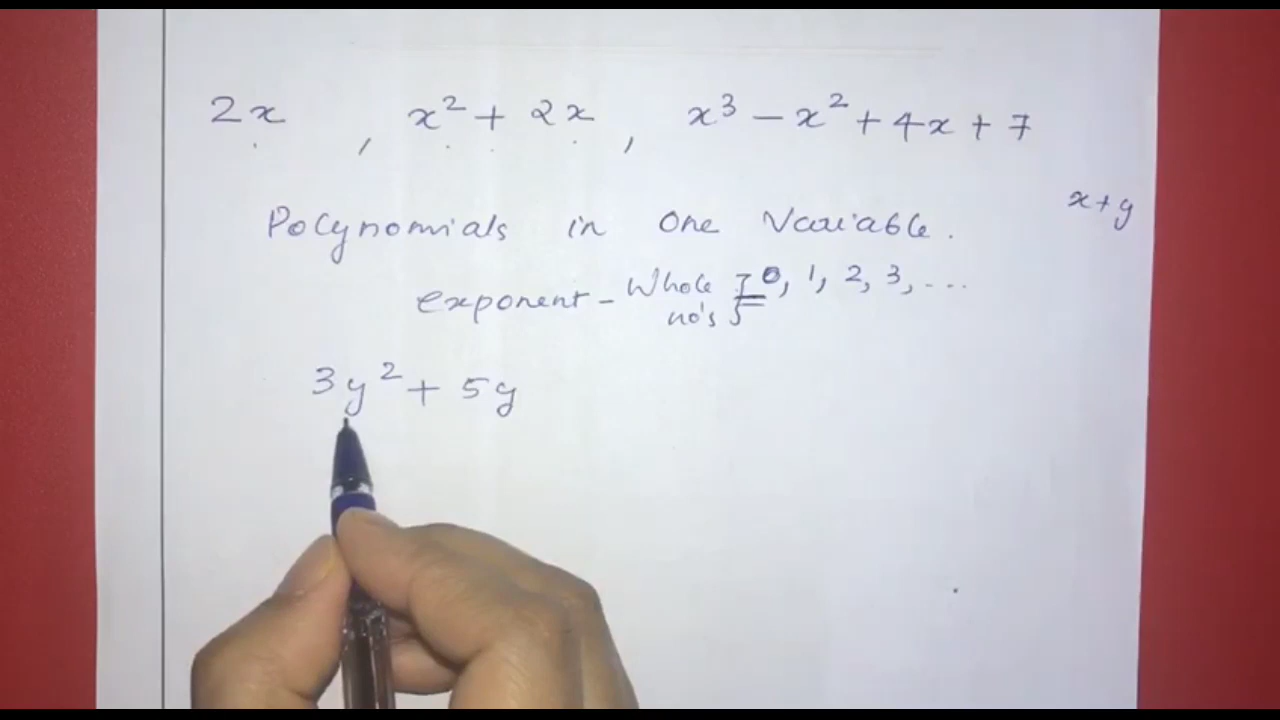 2x , x² + 2x , x³ – x² + 4x + 7
x + y
Polynomials in One Variable.
exponent – Whole no's } 0, 1, 2, 3, ...
3y² + 5y